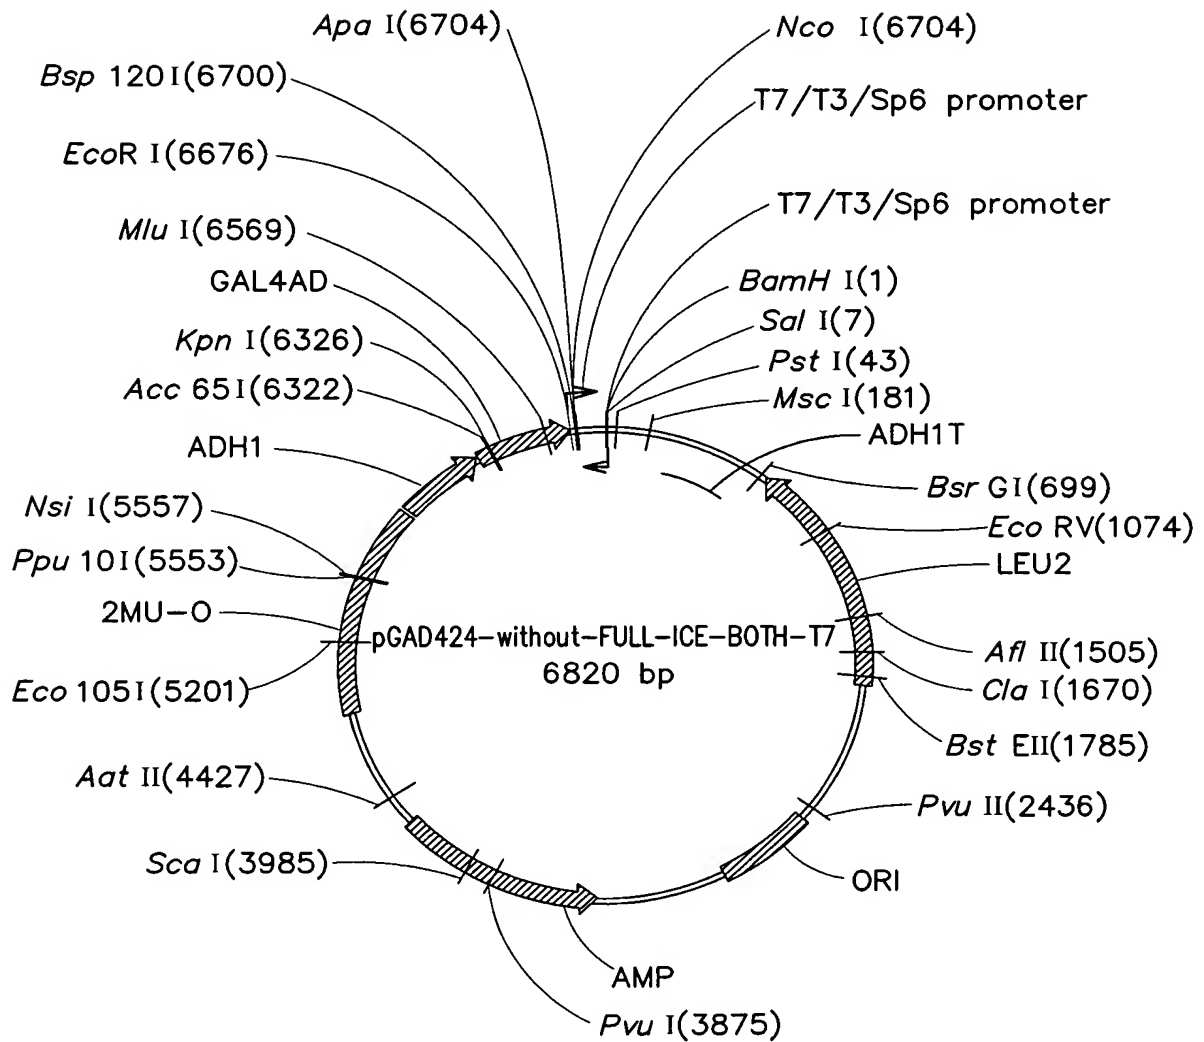 Apa I(6704)
Nco I(6704)
Bsp 120I(6700)
T7/T3/Sp6 promoter
EcoR I(6676)
T7/T3/Sp6 promoter
Mlu I(6569)
GAL4AD
BamH I(1)
Sal I(7)
Kpn I(6326)
Pst I(43)
Acc 65I(6322)
Msc I(181)
ADH1
ADH1T
Bsr GI(699)
Nsi I(5557)
Eco RV(1074)
Ppu 10I(5553)
LEU2
2MU-O
pGAD424-without-FULL-ICE-BOTH-T7
6820 bp
Afl II(1505)
Eco 105I(5201)
Cla I(1670)
Bst EII(1785)
Aat II(4427)
Pvu II(2436)
Sca I(3985)
ORI
AMP
Pvu I(3875)